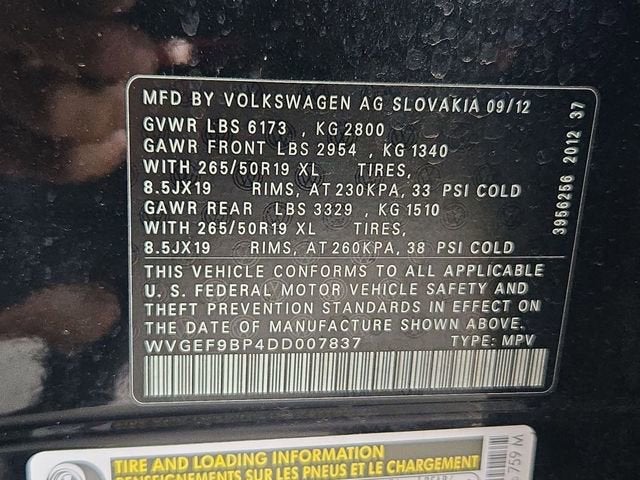 MFD BY VOLKSWAGEN AG SLOVAKIA 09/12
GVWR LBS 6173 , KG 2800
GAWR FRONT LBS 2954 , KG 1340
WITH 265/50R19 XL TIRES,
8.5JX19 RIMS, AT 230KPA, 33 PSI COLD
GAWR REAR LBS 3329 , KG 1510
WITH 265/50R19 XL TIRES,
8.5JX19 RIMS, AT 260KPA, 38 PSI COLD
THIS VEHICLE CONFORMS TO ALL APPLICABLE
U. S. FEDERAL MOTOR VEHICLE SAFETY AND
THEFT PREVENTION STANDARDS IN EFFECT ON
THE DATE OF MANUFACTURE SHOWN ABOVE.
WVGEF9BP4DD007837 TYPE: MPV
3956256 2012 37
TIRE AND LOADING INFORMATION
RENSEIGNEMENTS SUR LES PNEUS ET LE CHARGEMENT
759 M